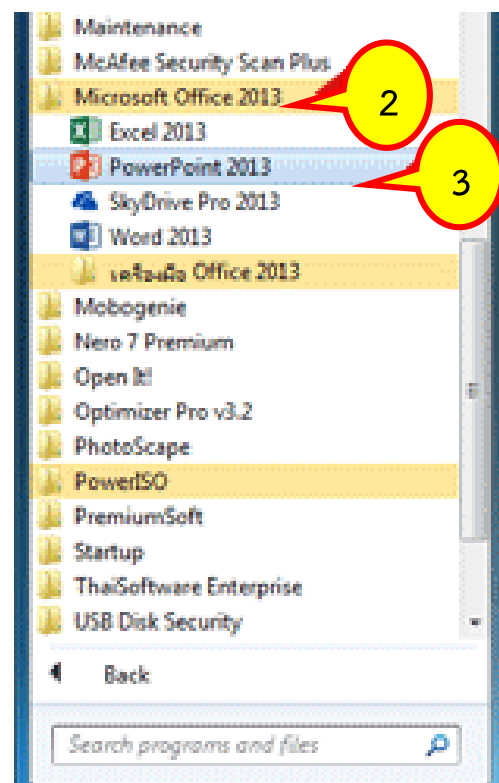 Maintenance
McAfee Security Scan Plus
Microsoft Office 2013
2
Excel 2013
PowerPoint 2013
3
SkyDrive Pro 2013
Word 2013
เครื่องมือ Office 2013
Mobogenie
Nero 7 Premium
Open It!
Optimizer Pro v3.2
PhotoScape
PowerISO
PremiumSoft
Startup
ThaiSoftware Enterprise
USB Disk Security
Back
Search programs and files